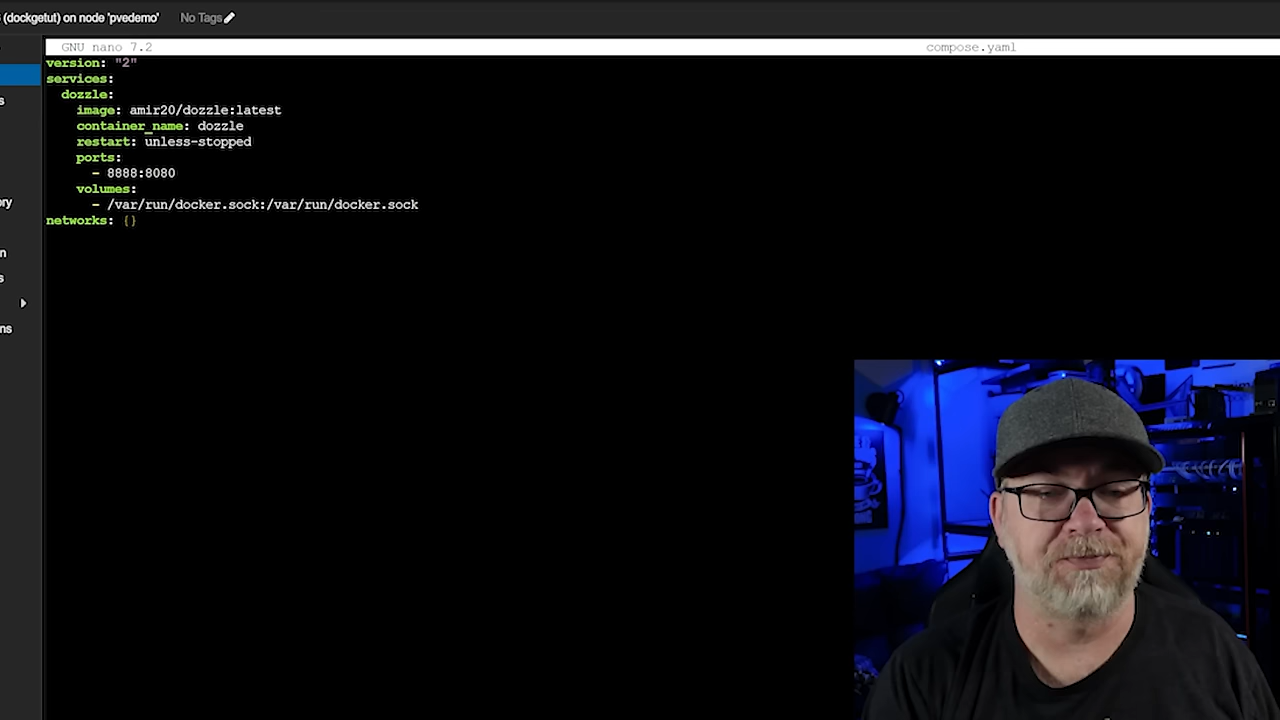 (dockgetut) on node 'pvedemo' No Tags
GNU nano 7.2 compose.yaml
version: "2"
services:
  dozzle:
    image: amir20/dozzle:latest
    container_name: dozzle
    restart: unless-stopped
    ports:
      - 8888:8080
    volumes:
      - /var/run/docker.sock:/var/run/docker.sock
networks: {}